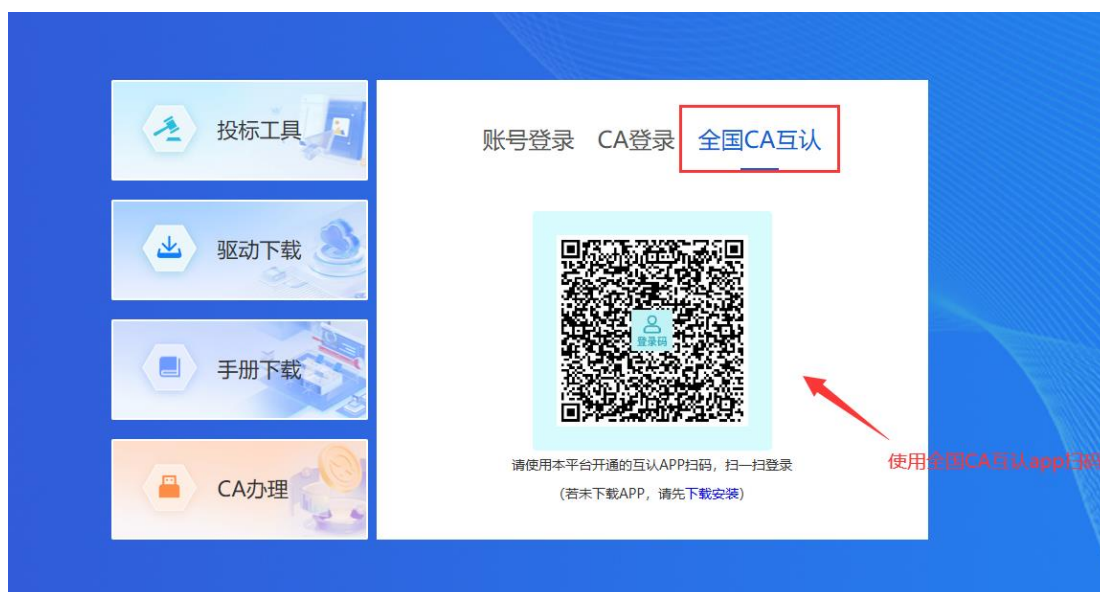 投标工具
驱动下载
手册下载
CA办理
账号登录 CA登录 全国CA互认
登录码
请使用本平台开通的互认APP扫码，扫一扫登录
(若未下载APP，请先下载安装)
使用全国CA互认app扫码